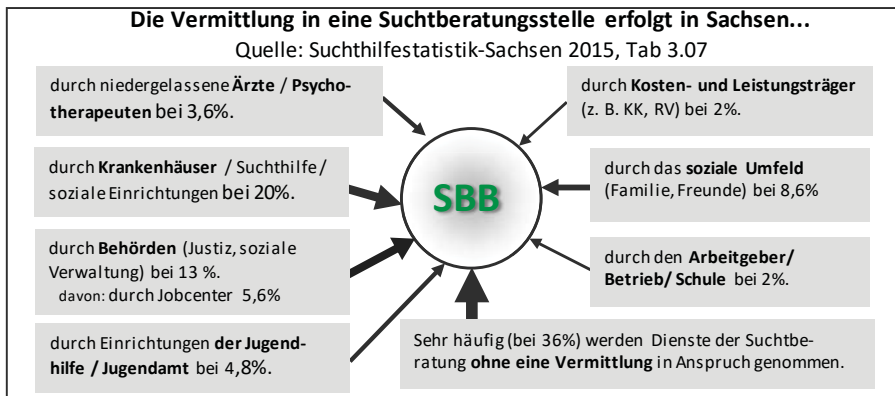 Die Vermittlung in eine Suchtberatungsstelle erfolgt in Sachsen...
Quelle: Suchthilfestatistik-Sachsen 2015, Tab 3.07
durch niedergelassene Ärzte / Psycho-
therapeuten bei 3,6%.
durch Krankenhäuser / Suchthilfe /
soziale Einrichtungen bei 20%.
durch Behörden (Justiz, soziale
Verwaltung) bei 13 %.
davon: durch Jobcenter 5,6%
durch Einrichtungen der Jugend-
hilfe / Jugendamt bei 4,8%.
SBB
durch Kosten- und Leistungsträger
(z. B. KK, RV) bei 2%.
durch das soziale Umfeld
(Familie, Freunde) bei 8,6%
durch den Arbeitgeber/
Betrieb/ Schule bei 2%.
Sehr häufig (bei 36%) werden Dienste der Suchtbe-
ratung ohne eine Vermittlung in Anspruch genommen.